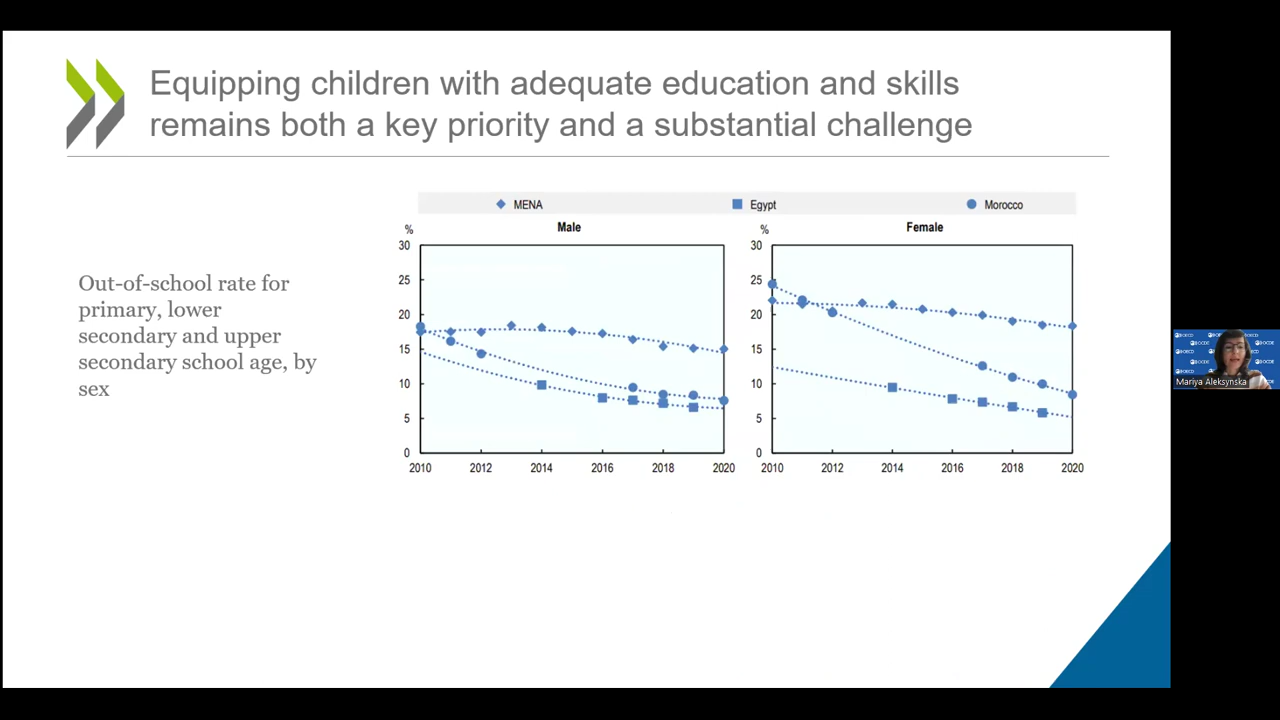 Equipping children with adequate education and skills
remains both a key priority and a substantial challenge
Out-of-school rate for
primary, lower
secondary and upper
secondary school age, by
sex
MENA Egypt Morocco
% Male
30
25
20
15
10
5
0
2010 2012 2014 2016 2018 2020
% Female
30
25
20
15
10
5
0
2010 2012 2014 2016 2018 2020
Mariya Aleksynska